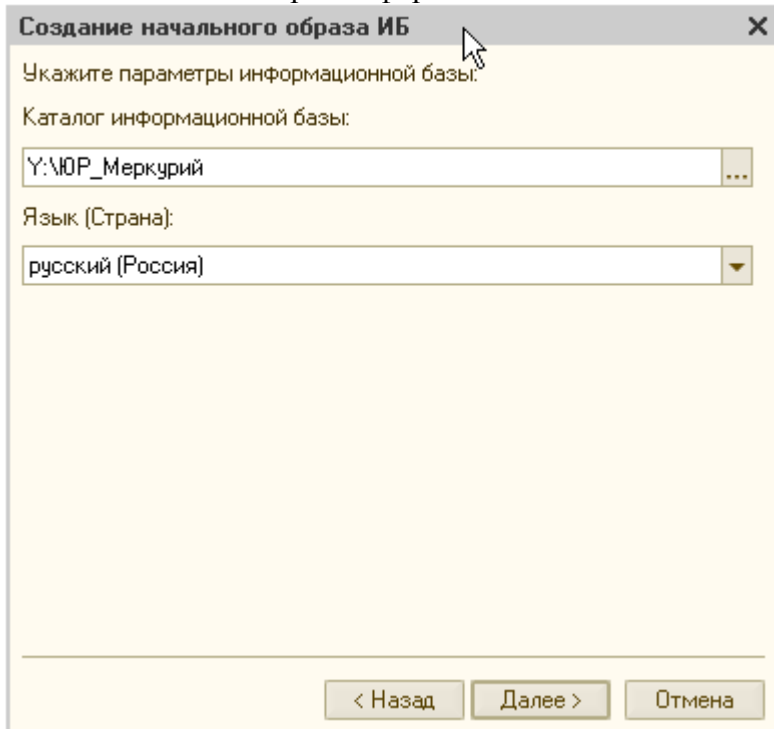 Создание начального образа ИБ
Укажите параметры информационной базы:
Каталог информационной базы:
Y:\ЮР_Меркурий
...
Язык (Страна):
русский (Россия)
< Назад Далее > Отмена